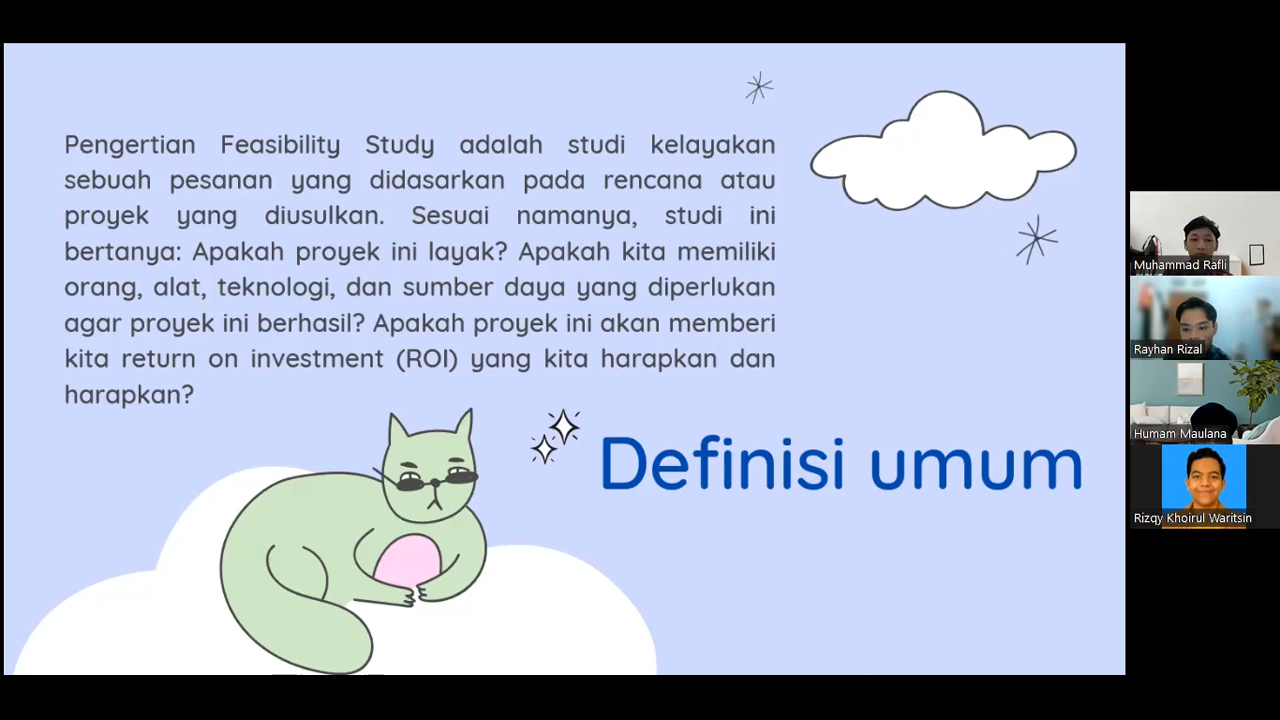 Pengertian Feasibility Study adalah studi kelayakan
sebuah pesanan yang didasarkan pada rencana atau
proyek yang diusulkan. Sesuai namanya, studi ini
bertanya: Apakah proyek ini layak? Apakah kita memiliki
orang, alat, teknologi, dan sumber daya yang diperlukan
agar proyek ini berhasil? Apakah proyek ini akan memberi
kita return on investment (ROI) yang kita harapkan dan
harapkan?
Definisi umum
Muhammad Rafli
Rayhan Rizal
Humam Maulana
Rizqy Khoirul Waritsin